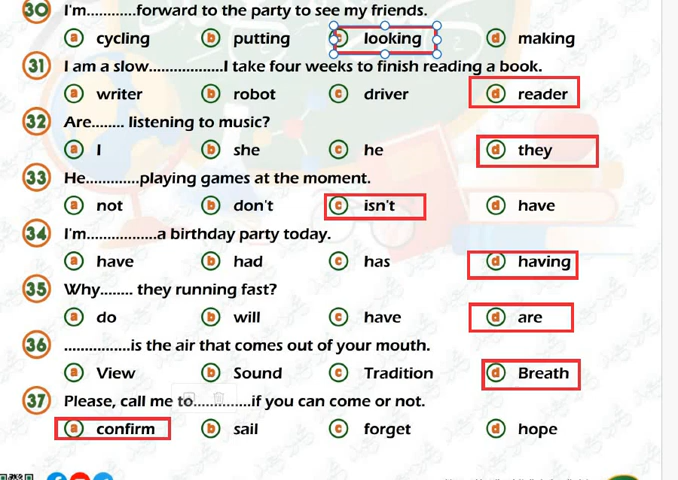 30 I'm............forward to the party to see my friends.
a cycling b putting c looking d making
31 I am a slow..................I take four weeks to finish reading a book.
a writer b robot c driver d reader
32 Are........ listening to music?
a I b she c he d they
33 He.............playing games at the moment.
a not b don't c isn't d have
34 I'm.................a birthday party today.
a have b had c has d having
35 Why........ they running fast?
a do b will c have d are
36 ................is the air that comes out of your mouth.
a View b Sound c Tradition d Breath
37 Please, call me to..............if you can come or not.
a confirm b sail c forget d hope